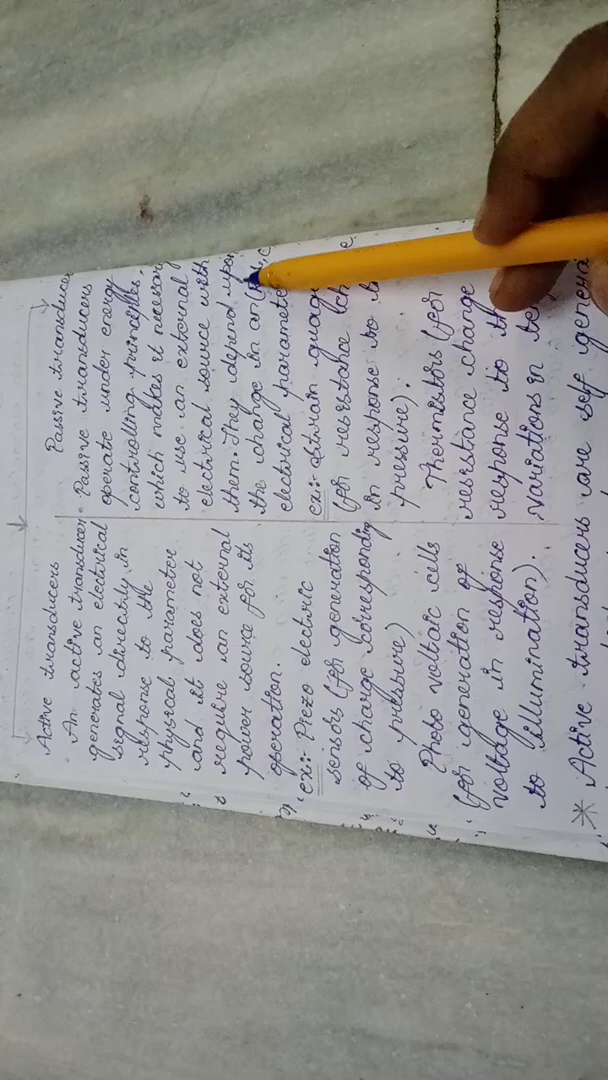 Active transducers
An active transducer
generates an electrical
signal directly in
response to the
physical parameter
and it does not
require an external
power source for its
operation.
ex:- Piezo electric
sensors (for generation
of charge corresponding
to pressure)
Photo voltaic cells
(for generation of
voltage in response
to illumination).
Passive transducer
Passive transducers
operate under energy
controlling principles.
which makes it necessary
to use an external
electrical source with
them. They depend upon
the change in an
electrical parameter
ex:- Strain guage
(for resistance
in response to
pressure).
Thermistors (for
resistance change
response to
variations in
* Active transducers are self